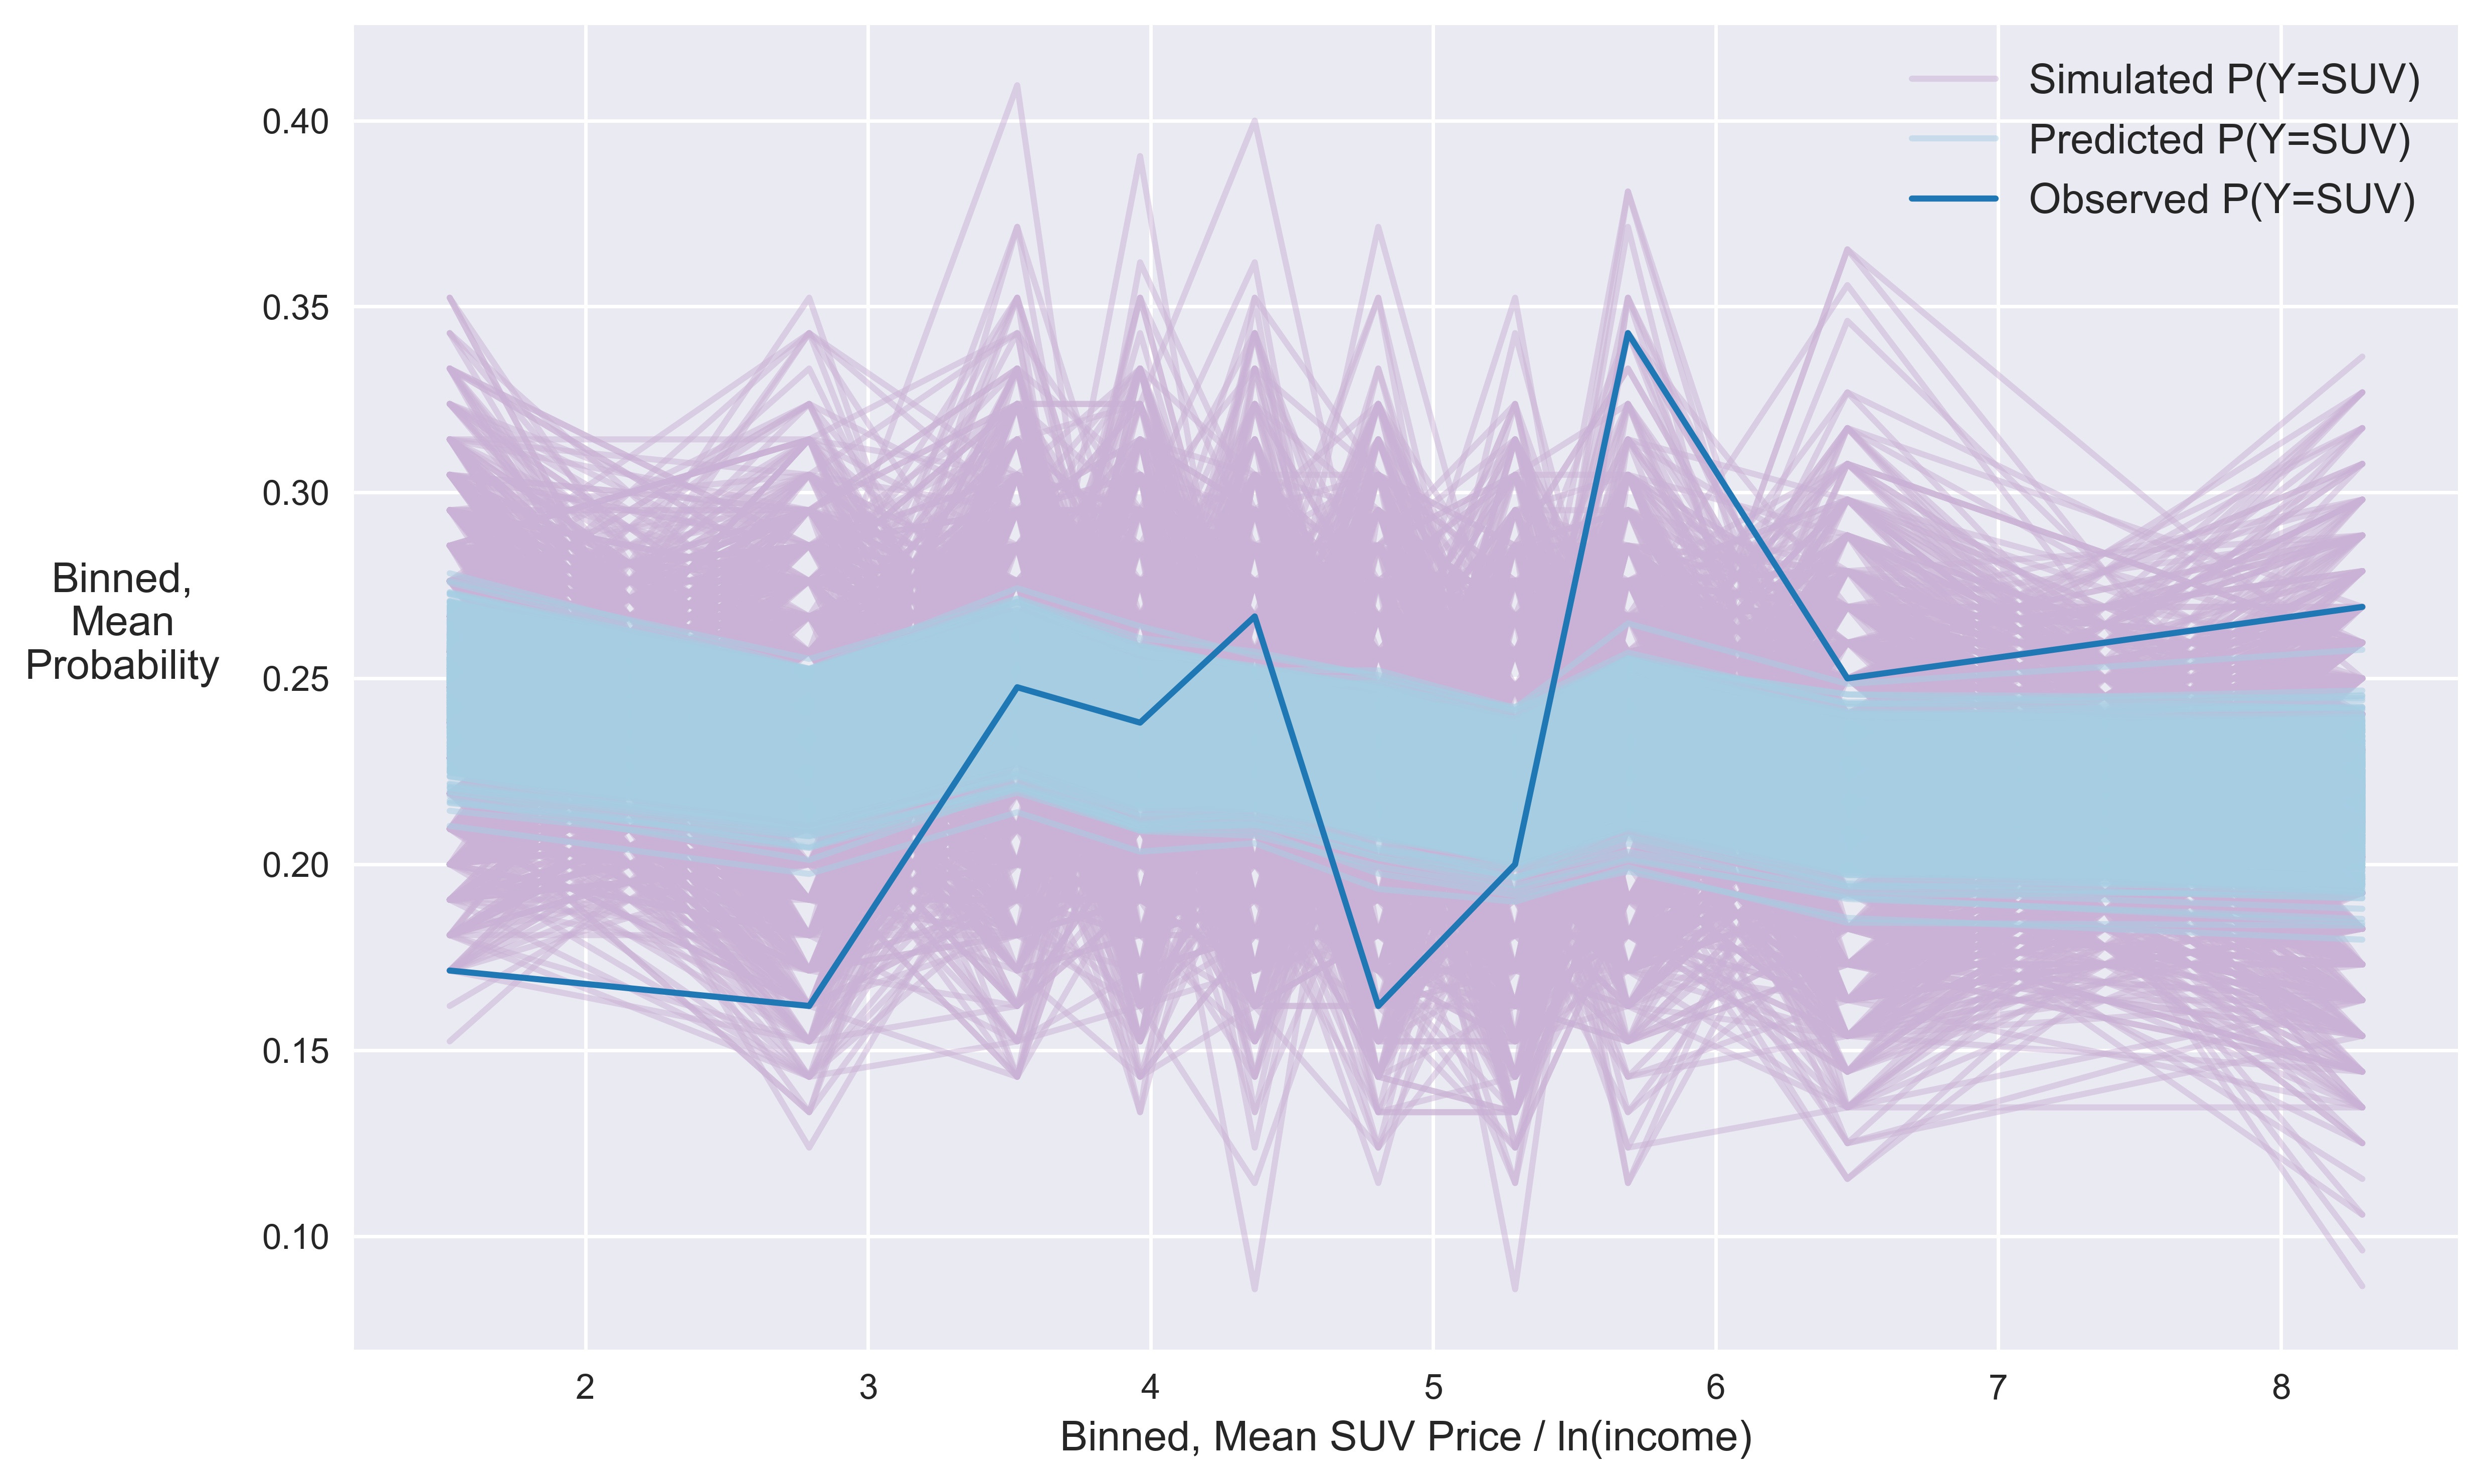 Simulated P(Y=SUV)
Predicted P(Y=SUV)
Observed P(Y=SUV)
0.40
0.35
0.30
0.25
0.20
0.15
0.10
Binned,
Mean
Probability
2 3 4 5 6 7 8
Binned, Mean SUV Price / ln(income)